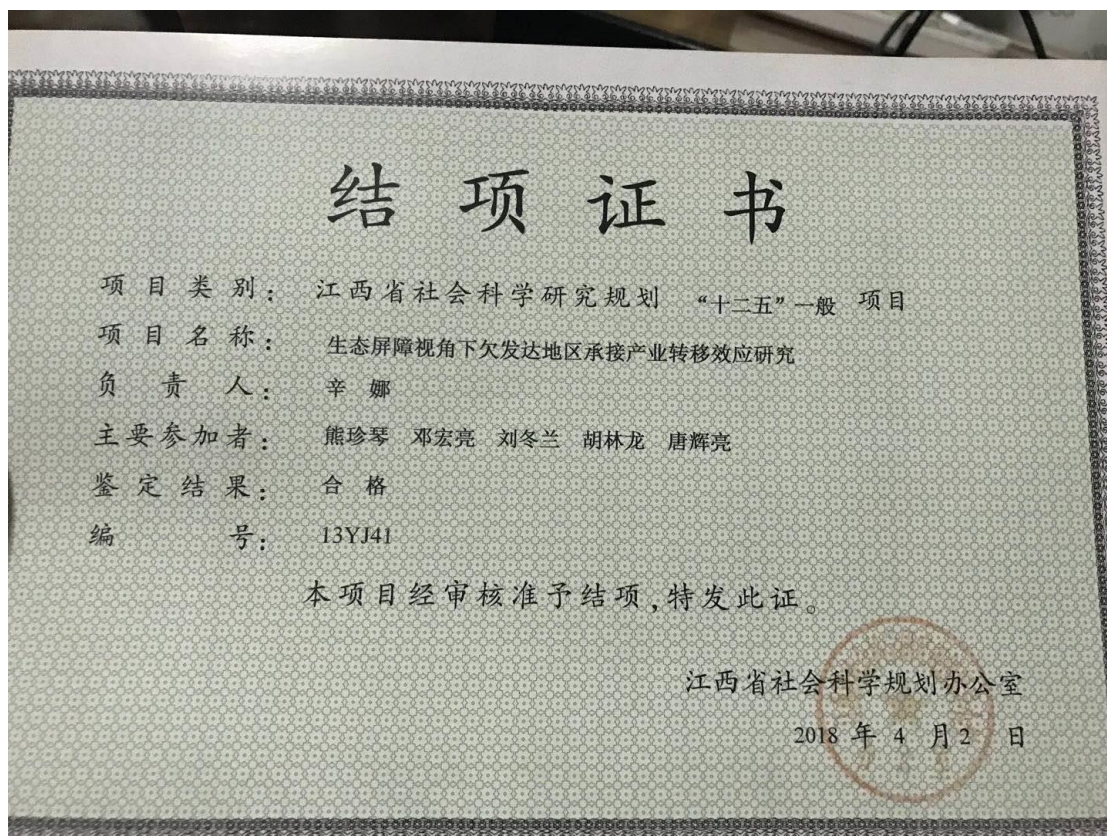 结项证书
项目类别：江西省社会科学研究规划 “十二五”一般 项目
项目名称：生态屏障视角下欠发达地区承接产业转移效应研究
负责人：辛娜
主要参加者：熊珍琴 邓宏亮 刘冬兰 胡林龙 唐辉亮
鉴定结果：合格
编号：13YJ41
本项目经审核准予结项,特发此证。
江西省社会科学规划办公室
2018 年 4 月 2 日